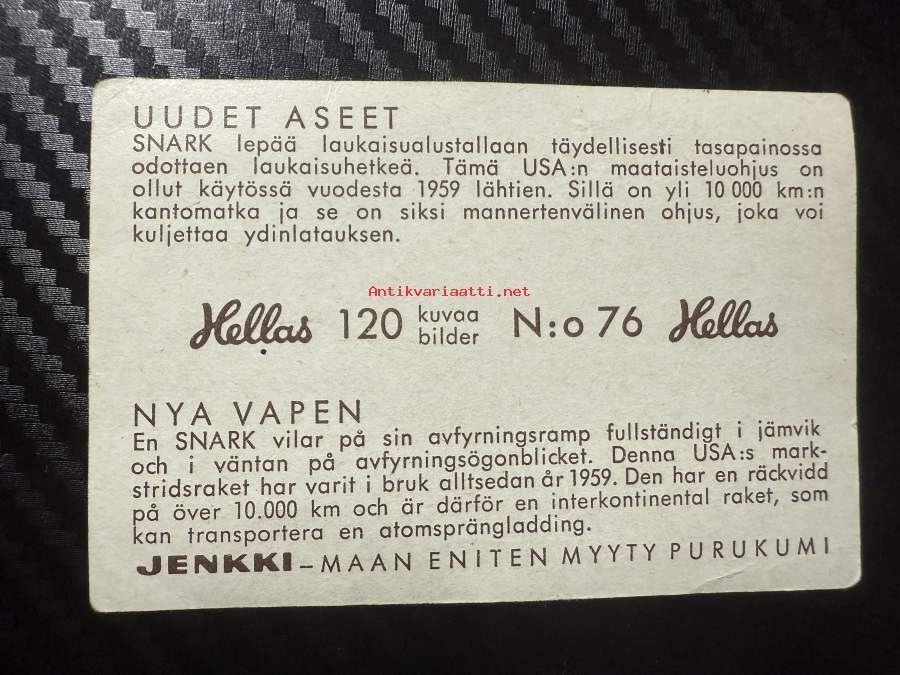 UUDET ASEET
SNARK lepää laukaisualustallaan täydellisesti tasapainossa
odottaen laukaisuhetkeä. Tämä USA:n maataisteluohjus on
ollut käytössä vuodesta 1959 lähtien. Sillä on yli 10 000 km:n
kantomatka ja se on siksi mannertenvälinen ohjus, joka voi
kuljettaa ydinlatauksen.
Antikvariaatti.net
Hellas 120 kuvaa bilder N:o 76 Hellas
NYA VAPEN
En SNARK vilar på sin avfyrningsramp fullständigt i jämvik
och i väntan på avfyrningsögonblicket. Denna USA:s mark-
stridsraket har varit i bruk alltsedan år 1959. Den har en räckvidd
på över 10.000 km och är därför en interkontinental raket, som
kan transportera en atomsprängladding.
JENKKI – MAAN ENITEN MYYTY PURUKUMI